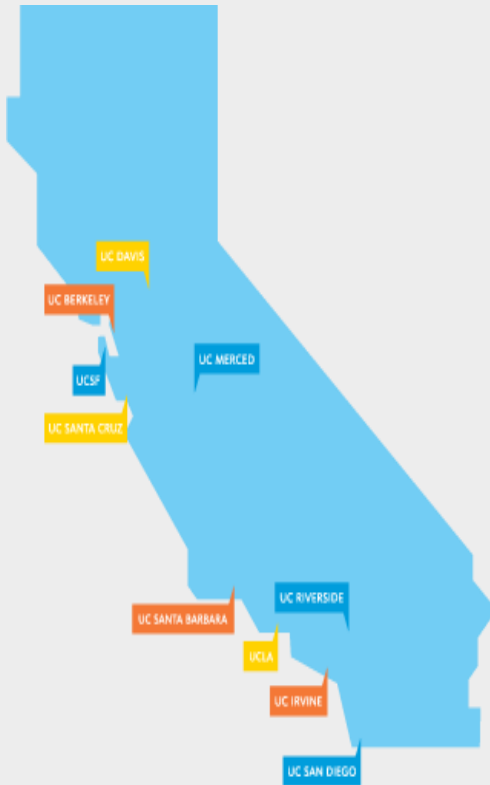 UC DAVIS
UC BERKELEY
UC MERCED
UCSF
UC SANTA CRUZ
UC RIVERSIDE
UC SANTA BARBARA
UCLA
UC IRVINE
UC SAN DIEGO